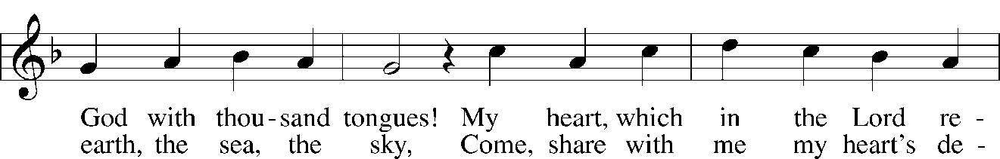 God with thou-sand tongues! My heart, which in the Lord re-
earth, the sea, the sky, Come, share with me my heart's de-